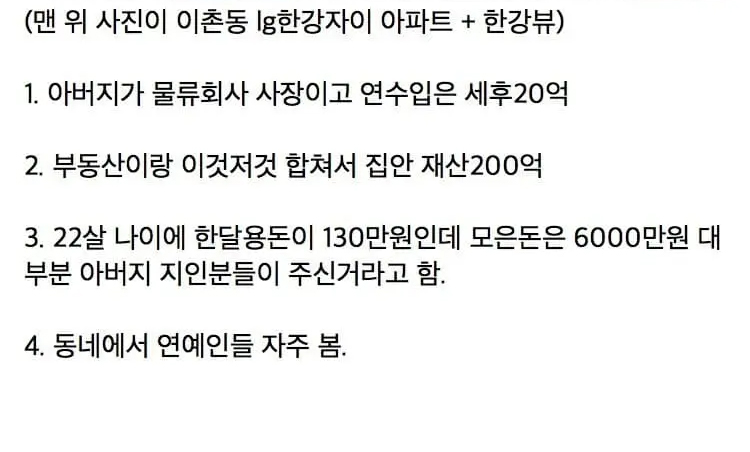 (맨 위 사진이 이촌동 lg한강자이 아파트 + 한강뷰)
1. 아버지가 물류회사 사장이고 연수입은 세후20억
2. 부동산이랑 이것저것 합쳐서 집안 재산200억
3. 22살 나이에 한달용돈이 130만원인데 모은돈은 6000만원 대
부분 아버지 지인분들이 주신거라고 함.
4. 동네에서 연예인들 자주 봄.